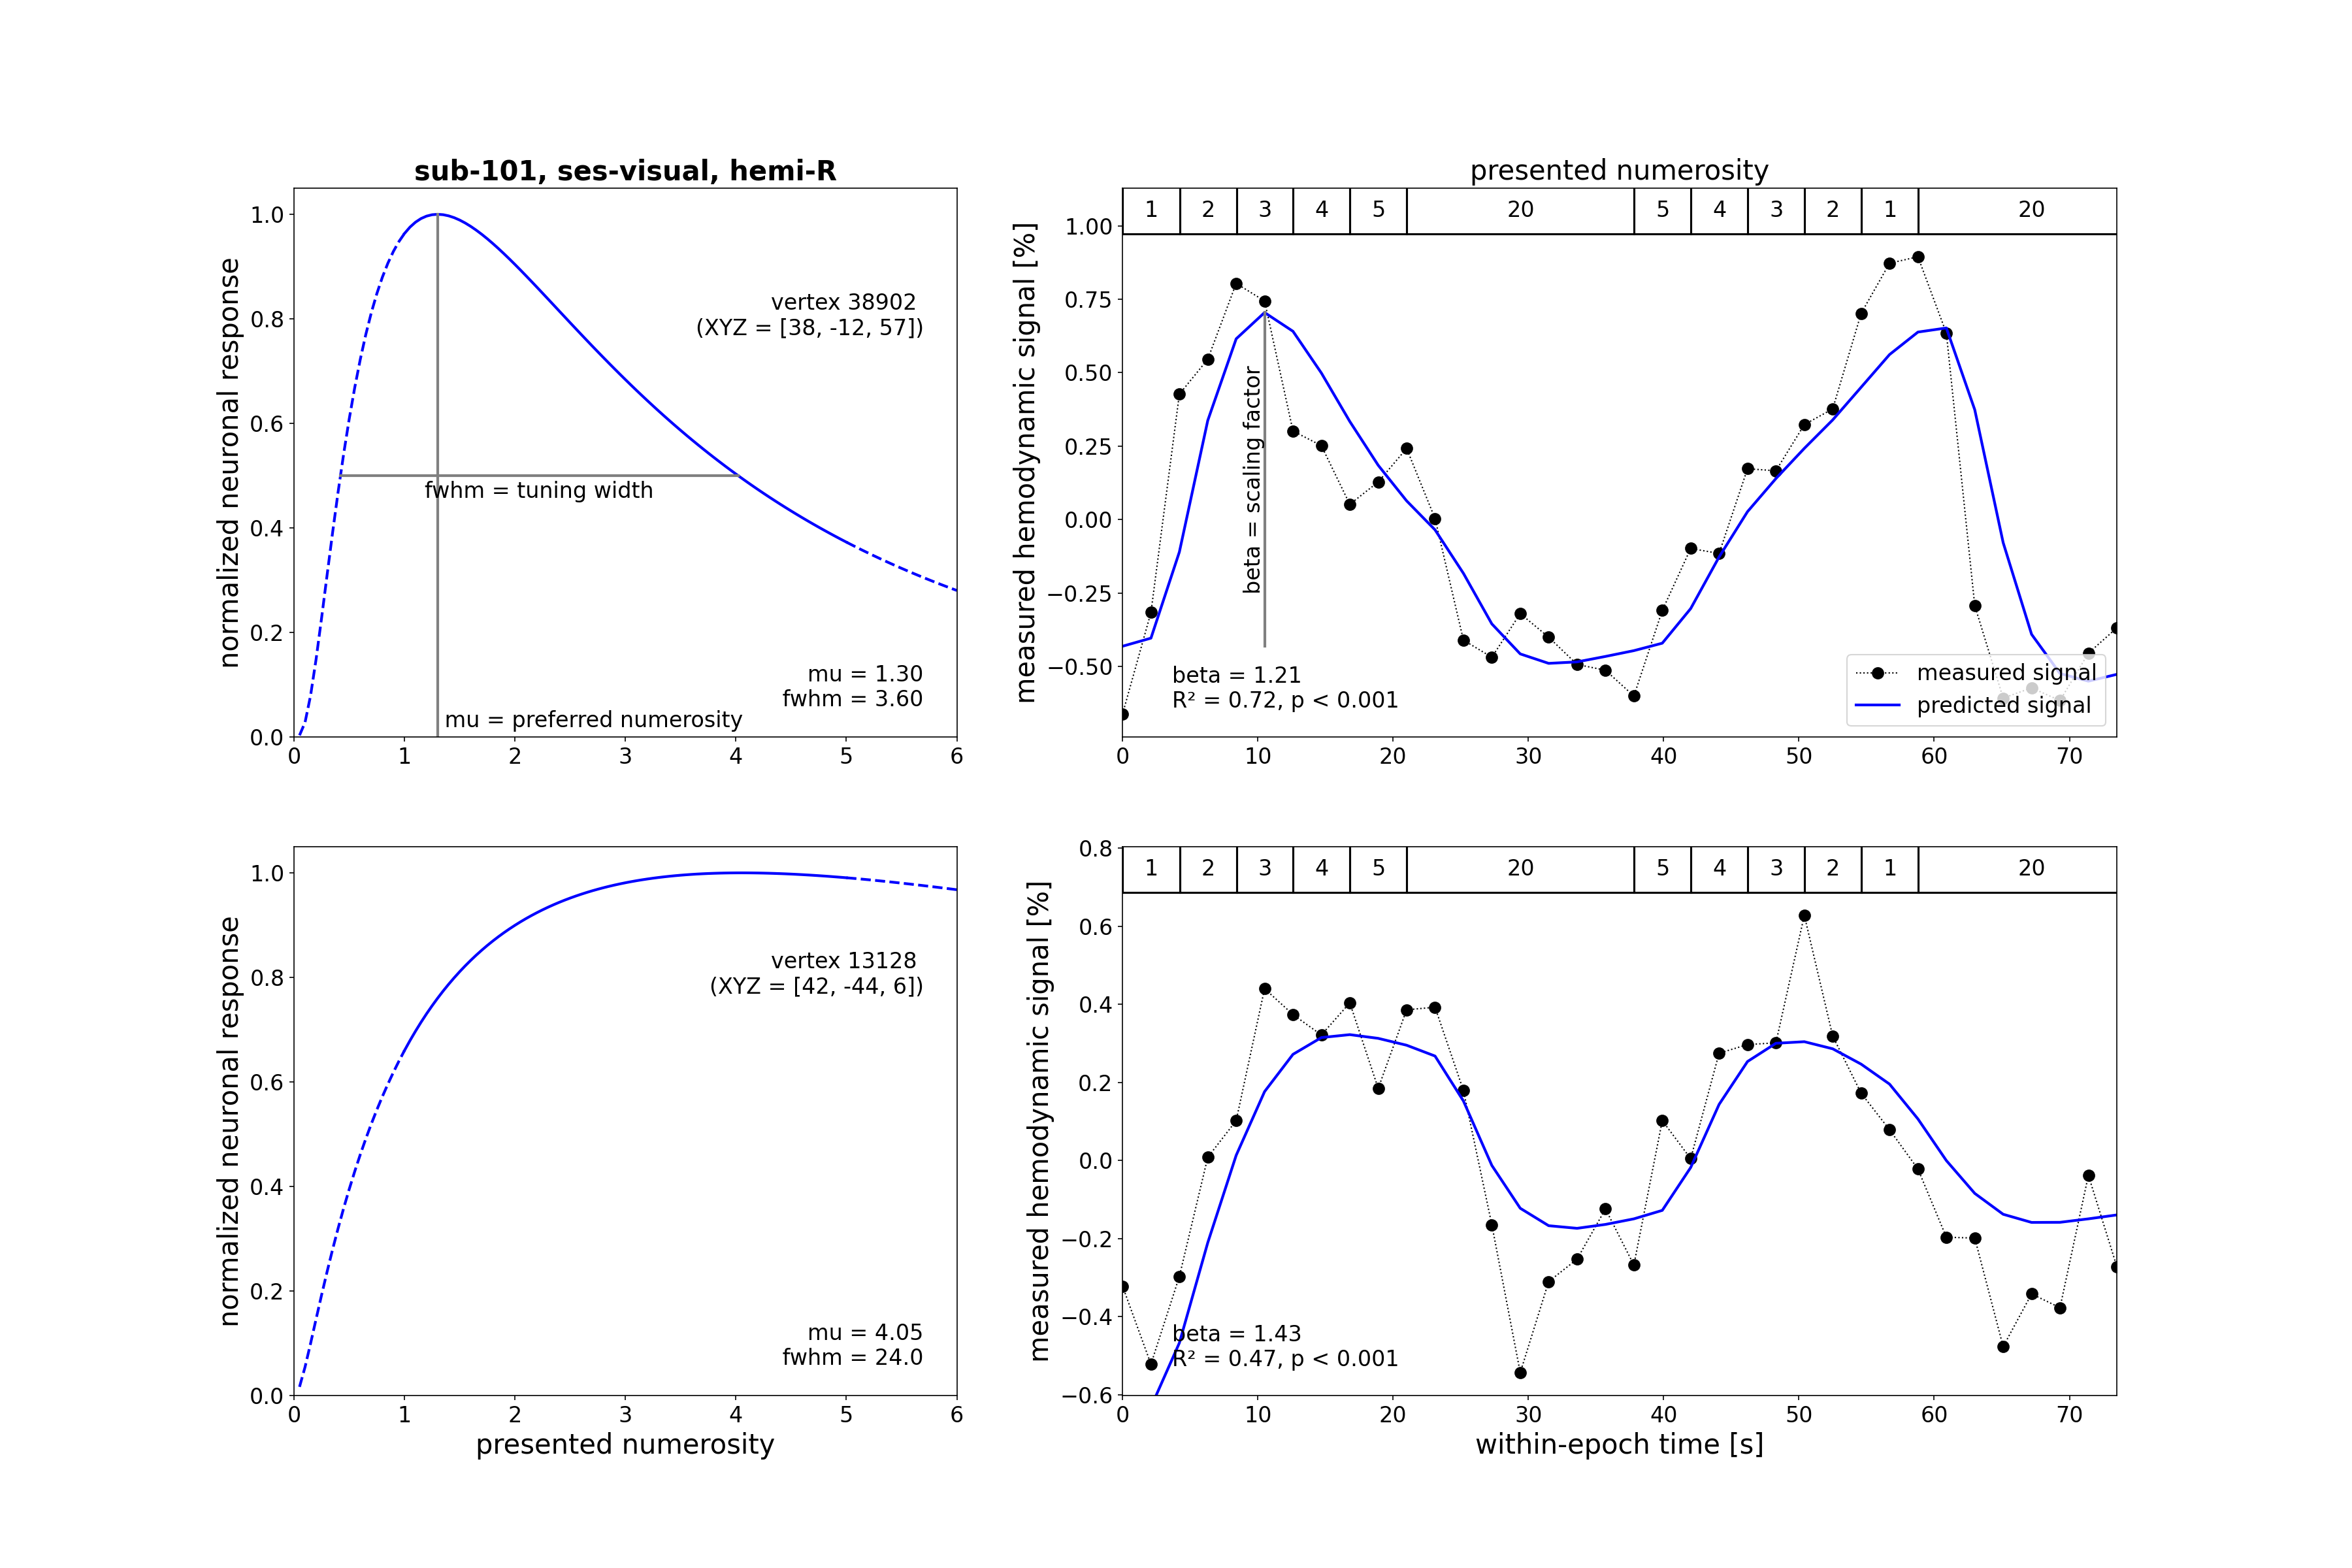 sub-101, ses-visual, hemi-R
normalized neuronal response
1.0
0.8
0.6
0.4
0.2
0.0
0 1 2 3 4 5 6
vertex 38902
(XYZ = [38, -12, 57])
fwhm = tuning width
mu = 1.30
fwhm = 3.60
mu = preferred numerosity
presented numerosity
1 2 3 4 5 20 5 4 3 2 1 20
measured hemodynamic signal [%]
1.00
0.75
0.50
0.25
0.00
−0.25
−0.50
0 10 20 30 40 50 60 70
beta = scaling factor
beta = 1.21
R² = 0.72, p < 0.001
measured signal
predicted signal
normalized neuronal response
1.0
0.8
0.6
0.4
0.2
0.0
0 1 2 3 4 5 6
presented numerosity
vertex 13128
(XYZ = [42, -44, 6])
mu = 4.05
fwhm = 24.0
1 2 3 4 5 20 5 4 3 2 1 20
measured hemodynamic signal [%]
0.8
0.6
0.4
0.2
0.0
−0.2
−0.4
−0.6
0 10 20 30 40 50 60 70
within-epoch time [s]
beta = 1.43
R² = 0.47, p < 0.001